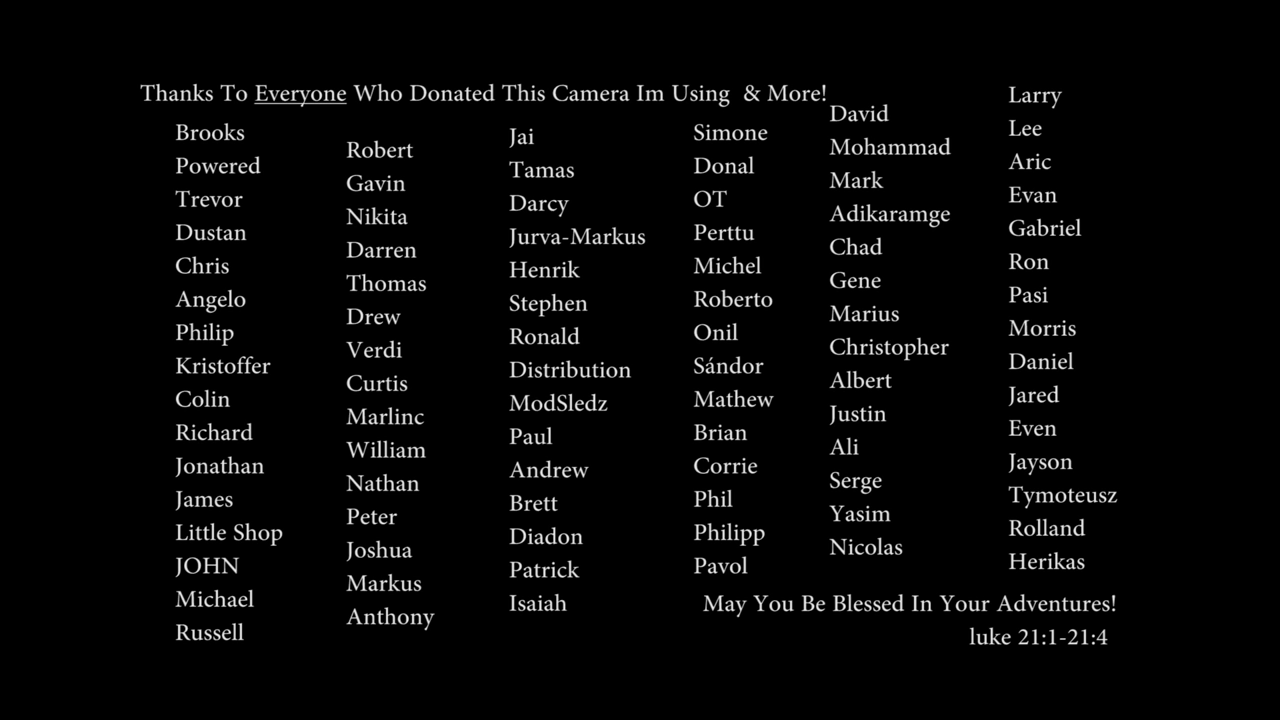 Thanks To Everyone Who Donated This Camera Im Using  & More!
Brooks
Powered
Trevor
Dustan
Chris
Angelo
Philip
Kristoffer
Colin
Richard
Jonathan
James
Little Shop
JOHN
Michael
Russell
Robert
Gavin
Nikita
Darren
Thomas
Drew
Verdi
Curtis
Marlinc
William
Nathan
Peter
Joshua
Markus
Anthony
Jai
Tamas
Darcy
Jurva-Markus
Henrik
Stephen
Ronald
Distribution
ModSledz
Paul
Andrew
Brett
Diadon
Patrick
Isaiah
Simone
Donal
OT
Perttu
Michel
Roberto
Onil
Sándor
Mathew
Brian
Corrie
Phil
Philipp
Pavol
David
Mohammad
Mark
Adikaramge
Chad
Gene
Marius
Christopher
Albert
Justin
Ali
Serge
Yasim
Nicolas
Larry
Lee
Aric
Evan
Gabriel
Ron
Pasi
Morris
Daniel
Jared
Even
Jayson
Tymoteusz
Rolland
Herikas
May You Be Blessed In Your Adventures!
luke 21:1-21:4